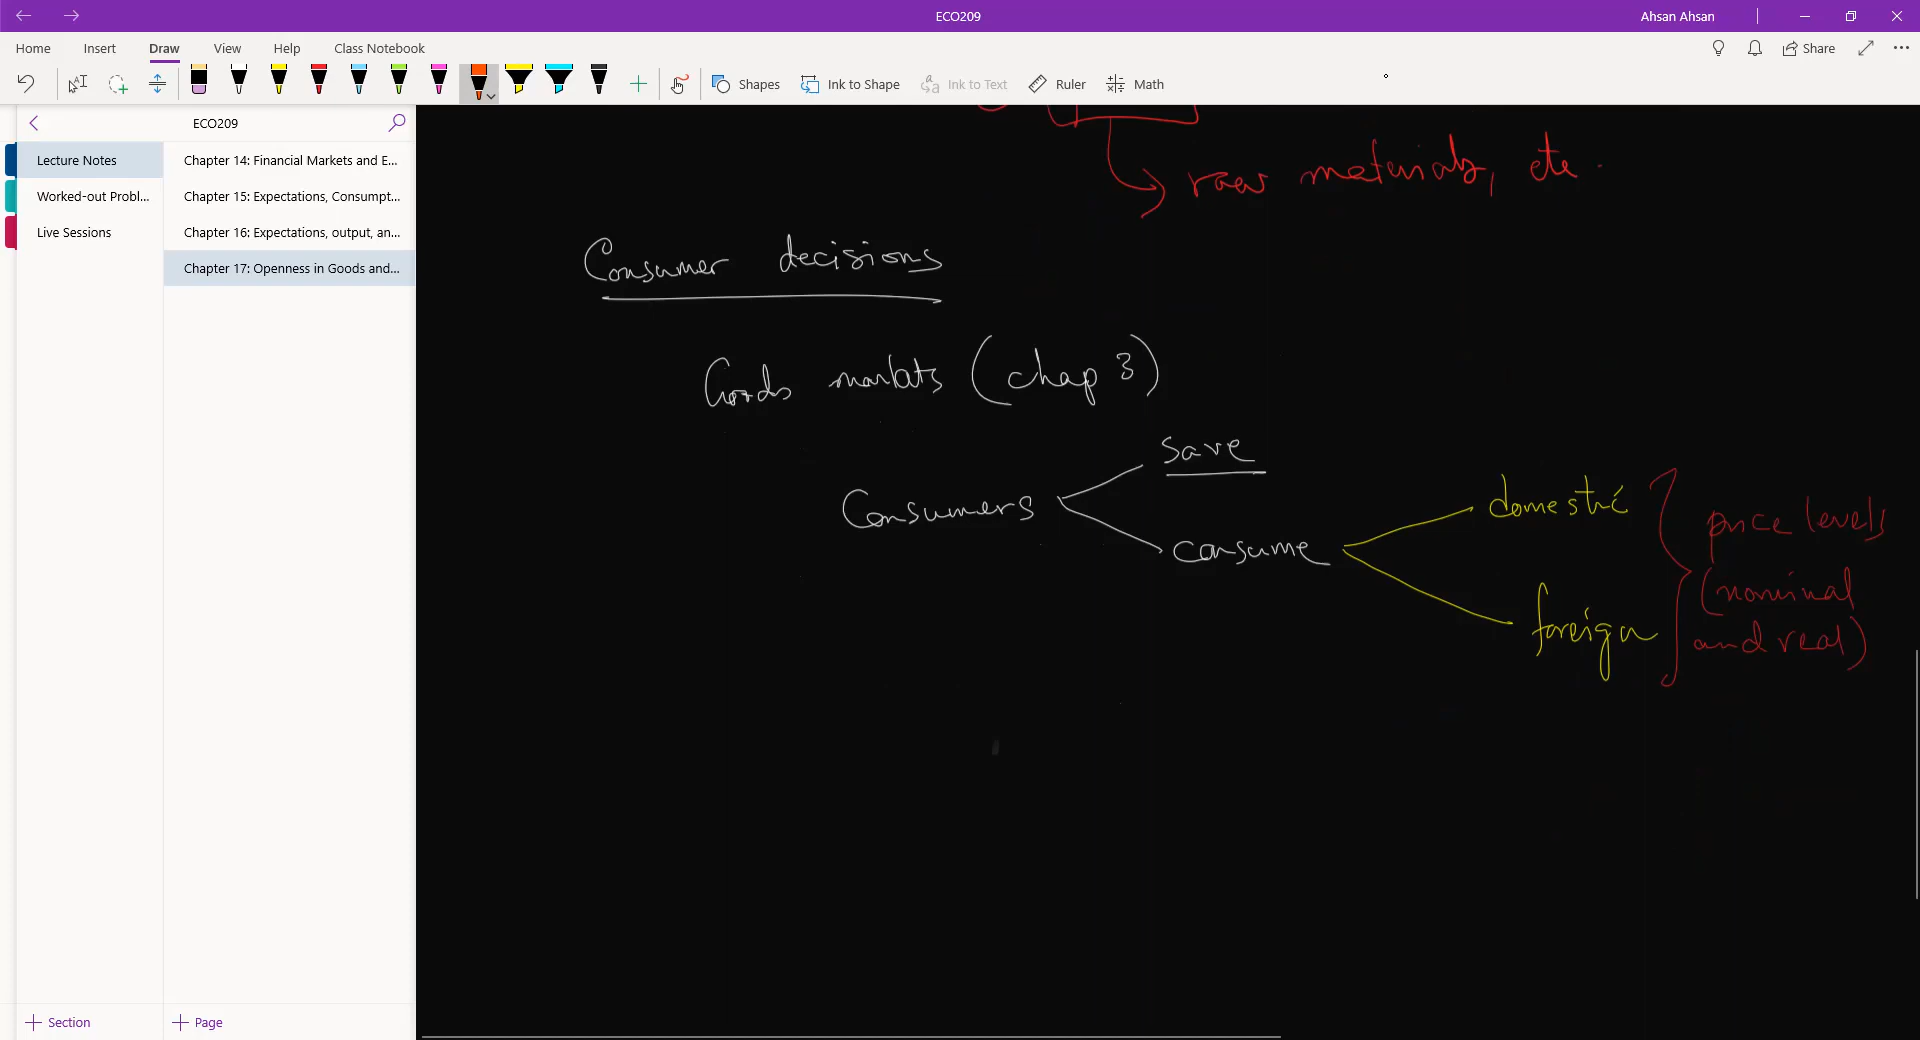 ECO209
Ahsan Ahsan
Home Insert Draw View Help Class Notebook
Share
Shapes Ink to Shape Ink to Text Ruler Math
ECO209
Lecture Notes
Worked-out Probl...
Live Sessions
Chapter 14: Financial Markets and E...
Chapter 15: Expectations, Consumpt...
Chapter 16: Expectations, output, an...
Chapter 17: Openness in Goods and...
raw materials, etc.
Consumer decisions
Goods markets (chap 3)
save
Consumers
consume
domestic
foreign
price levels
(nominal
and real)
Section
Page